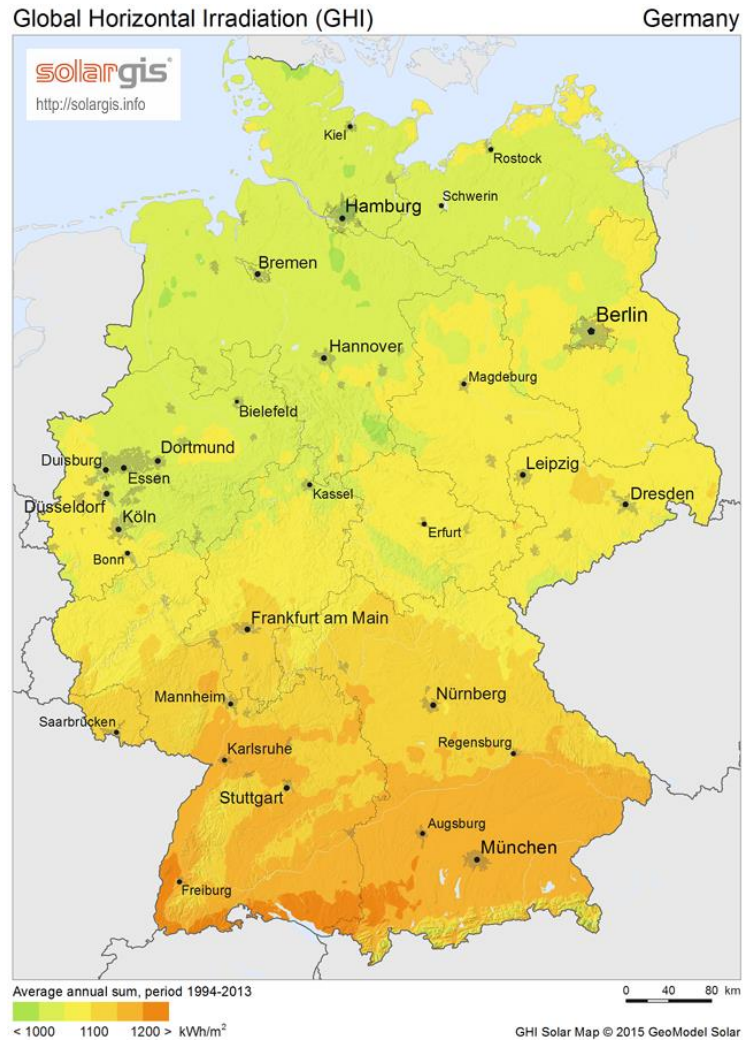 Global Horizontal Irradiation (GHI) Germany
solargis
http://solargis.info
Kiel
Rostock
Schwerin
Hamburg
Bremen
Berlin
Hannover
Magdeburg
Bielefeld
Dortmund
Duisburg
Essen
Leipzig
Kassel
Düsseldorf
Dresden
Köln
Erfurt
Bonn
Frankfurt am Main
Mannheim
Nürnberg
Saarbrücken
Karlsruhe
Regensburg
Stuttgart
Augsburg
München
Freiburg
Average annual sum, period 1994-2013
0 40 80 km
< 1000 1100 1200 > kWh/m²
GHI Solar Map © 2015 GeoModel Solar